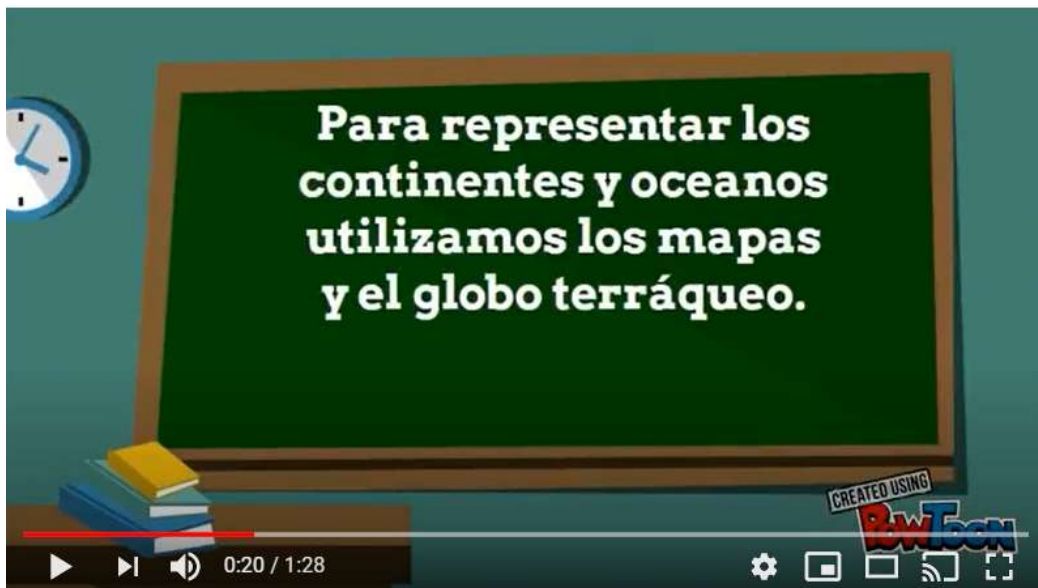 Para representar los
continentes y oceanos
utilizamos los mapas
y el globo terráqueo.
CREATED USING
POWTOON
0:20 / 1:28